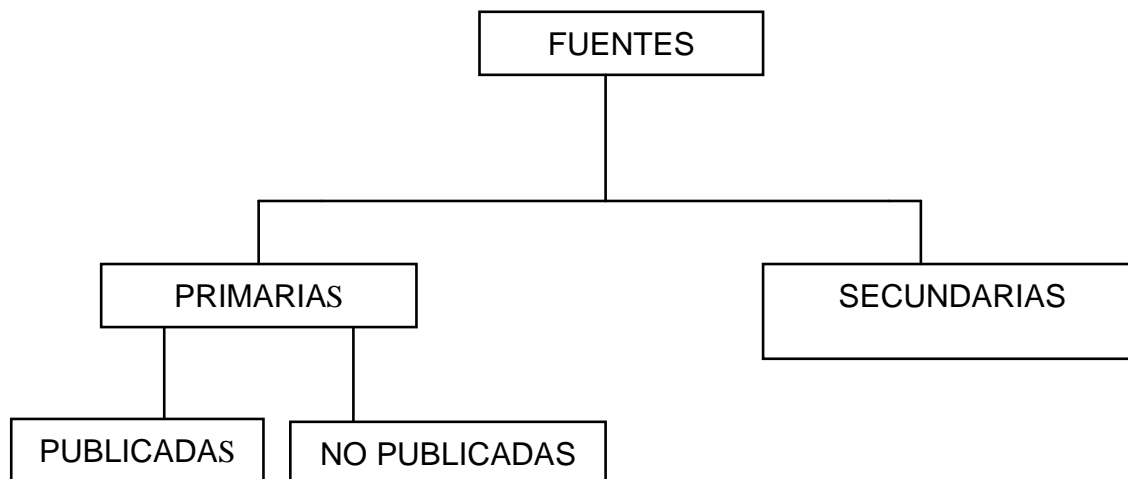 FUENTES
PRIMARIAS
SECUNDARIAS
PUBLICADAS
NO PUBLICADAS